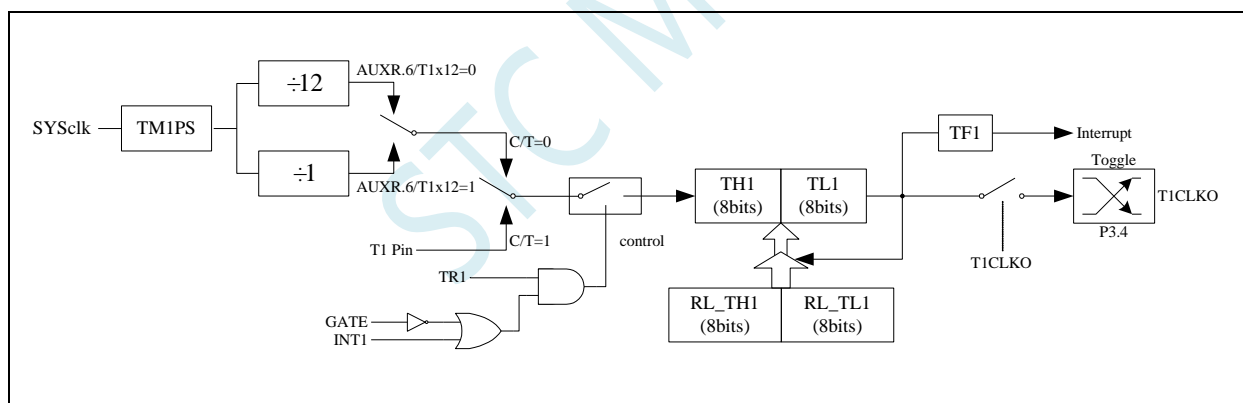 STC M
÷12
AUXR.6/T1x12=0
SYSclk
TM1PS
÷1
AUXR.6/T1x12=1
C/T=0
T1 Pin
C/T=1
control
TR1
GATE
INT1
TH1
(8bits)
TL1
(8bits)
RL_TH1
(8bits)
RL_TL1
(8bits)
TF1
Interrupt
Toggle
T1CLKO
P3.4
T1CLKO